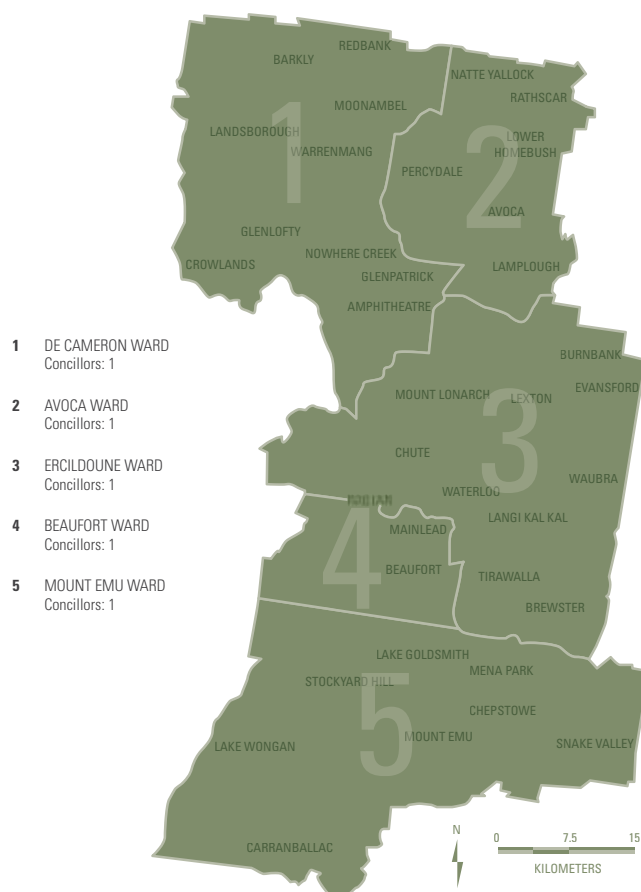 REDBANK
BARKLY
NATTE YALLOCK
RATHSCAR
MOONAMBEL
1
LANDSBOROUGH
2
LOWER
HOMEBUSH
WARRENMANG
PERCYDALE
AVOCA
GLENLOFTY
NOWHERE CREEK
CROWLANDS
LAMPLOUGH
GLENPATRICK
AMPHITHEATRE
1 DE CAMERON WARD
Concillors: 1
2 AVOCA WARD
Concillors: 1
3 ERCILDOUNE WARD
Concillors: 1
4 BEAUFORT WARD
Concillors: 1
5 MOUNT EMU WARD
Concillors: 1
BURNBANK
EVANSFORD
MOUNT LONARCH
LEXTON
3
CHUTE
WAUBRA
WATERLOO
LANGI KAL KAL
MAINLEAD
4
BEAUFORT
TIRAWALLA
BREWSTER
LAKE GOLDSMITH
MENA PARK
STOCKYARD HILL
5
CHEPSTOWE
MOUNT EMU
SNAKE VALLEY
LAKE WONGAN
CARRANBALLAC
N
0 7.5 15
KILOMETERS